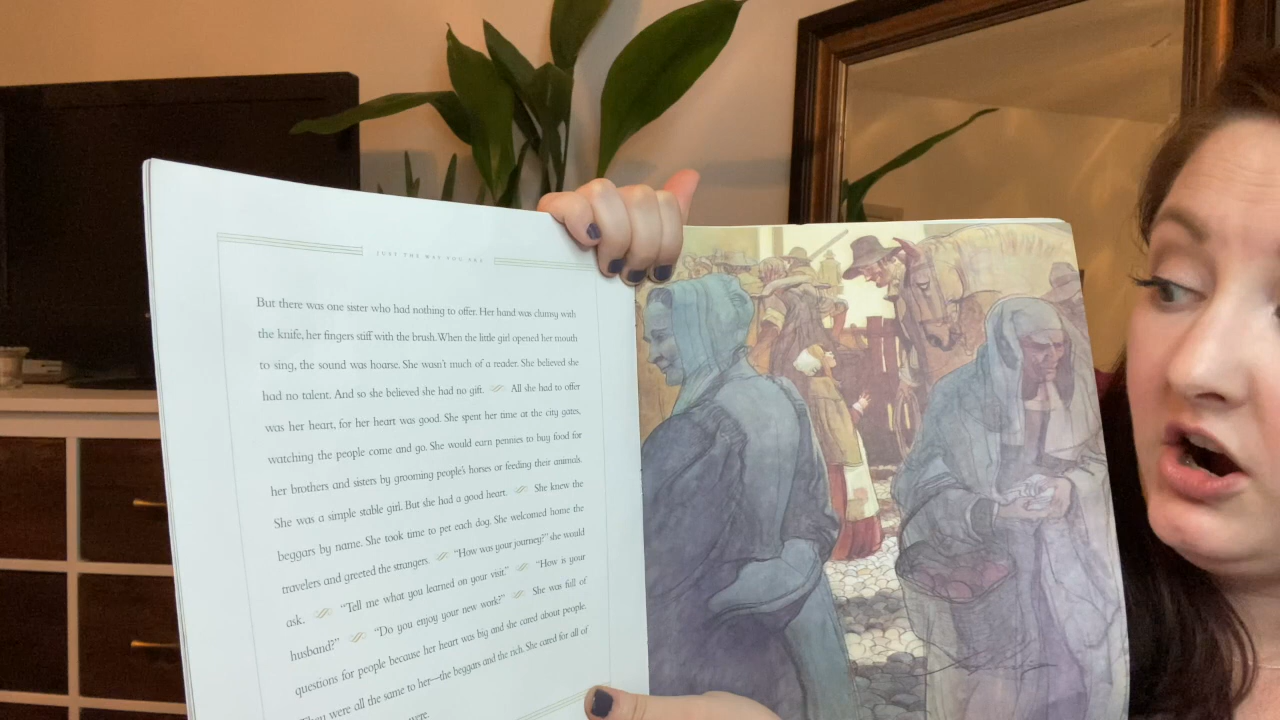 JUST THE WAY YOU ARE
But there was one sister who had nothing to offer. Her hand was clumsy with
the knife, her fingers stiff with the brush. When the little girl opened her mouth
to sing, the sound was hoarse. She wasn't much of a reader. She believed she
had no talent. And so she believed she had no gift. All she had to offer
was her heart, for her heart was good. She spent her time at the city gates,
watching the people come and go. She would earn pennies to buy food for
her brothers and sisters by grooming people's horses or feeding their animals.
She was a simple stable girl. But she had a good heart. She knew the
beggars by name. She took time to pet each dog. She welcomed home the
travelers and greeted the strangers. "How was your journey?" she would
ask. "Tell me what you learned on your visit." "How is your
husband?" "Do you enjoy your new work?" She was full of
questions for people because her heart was big and she cared about people.
They were all the same to her—the beggars and the rich. She cared for all of